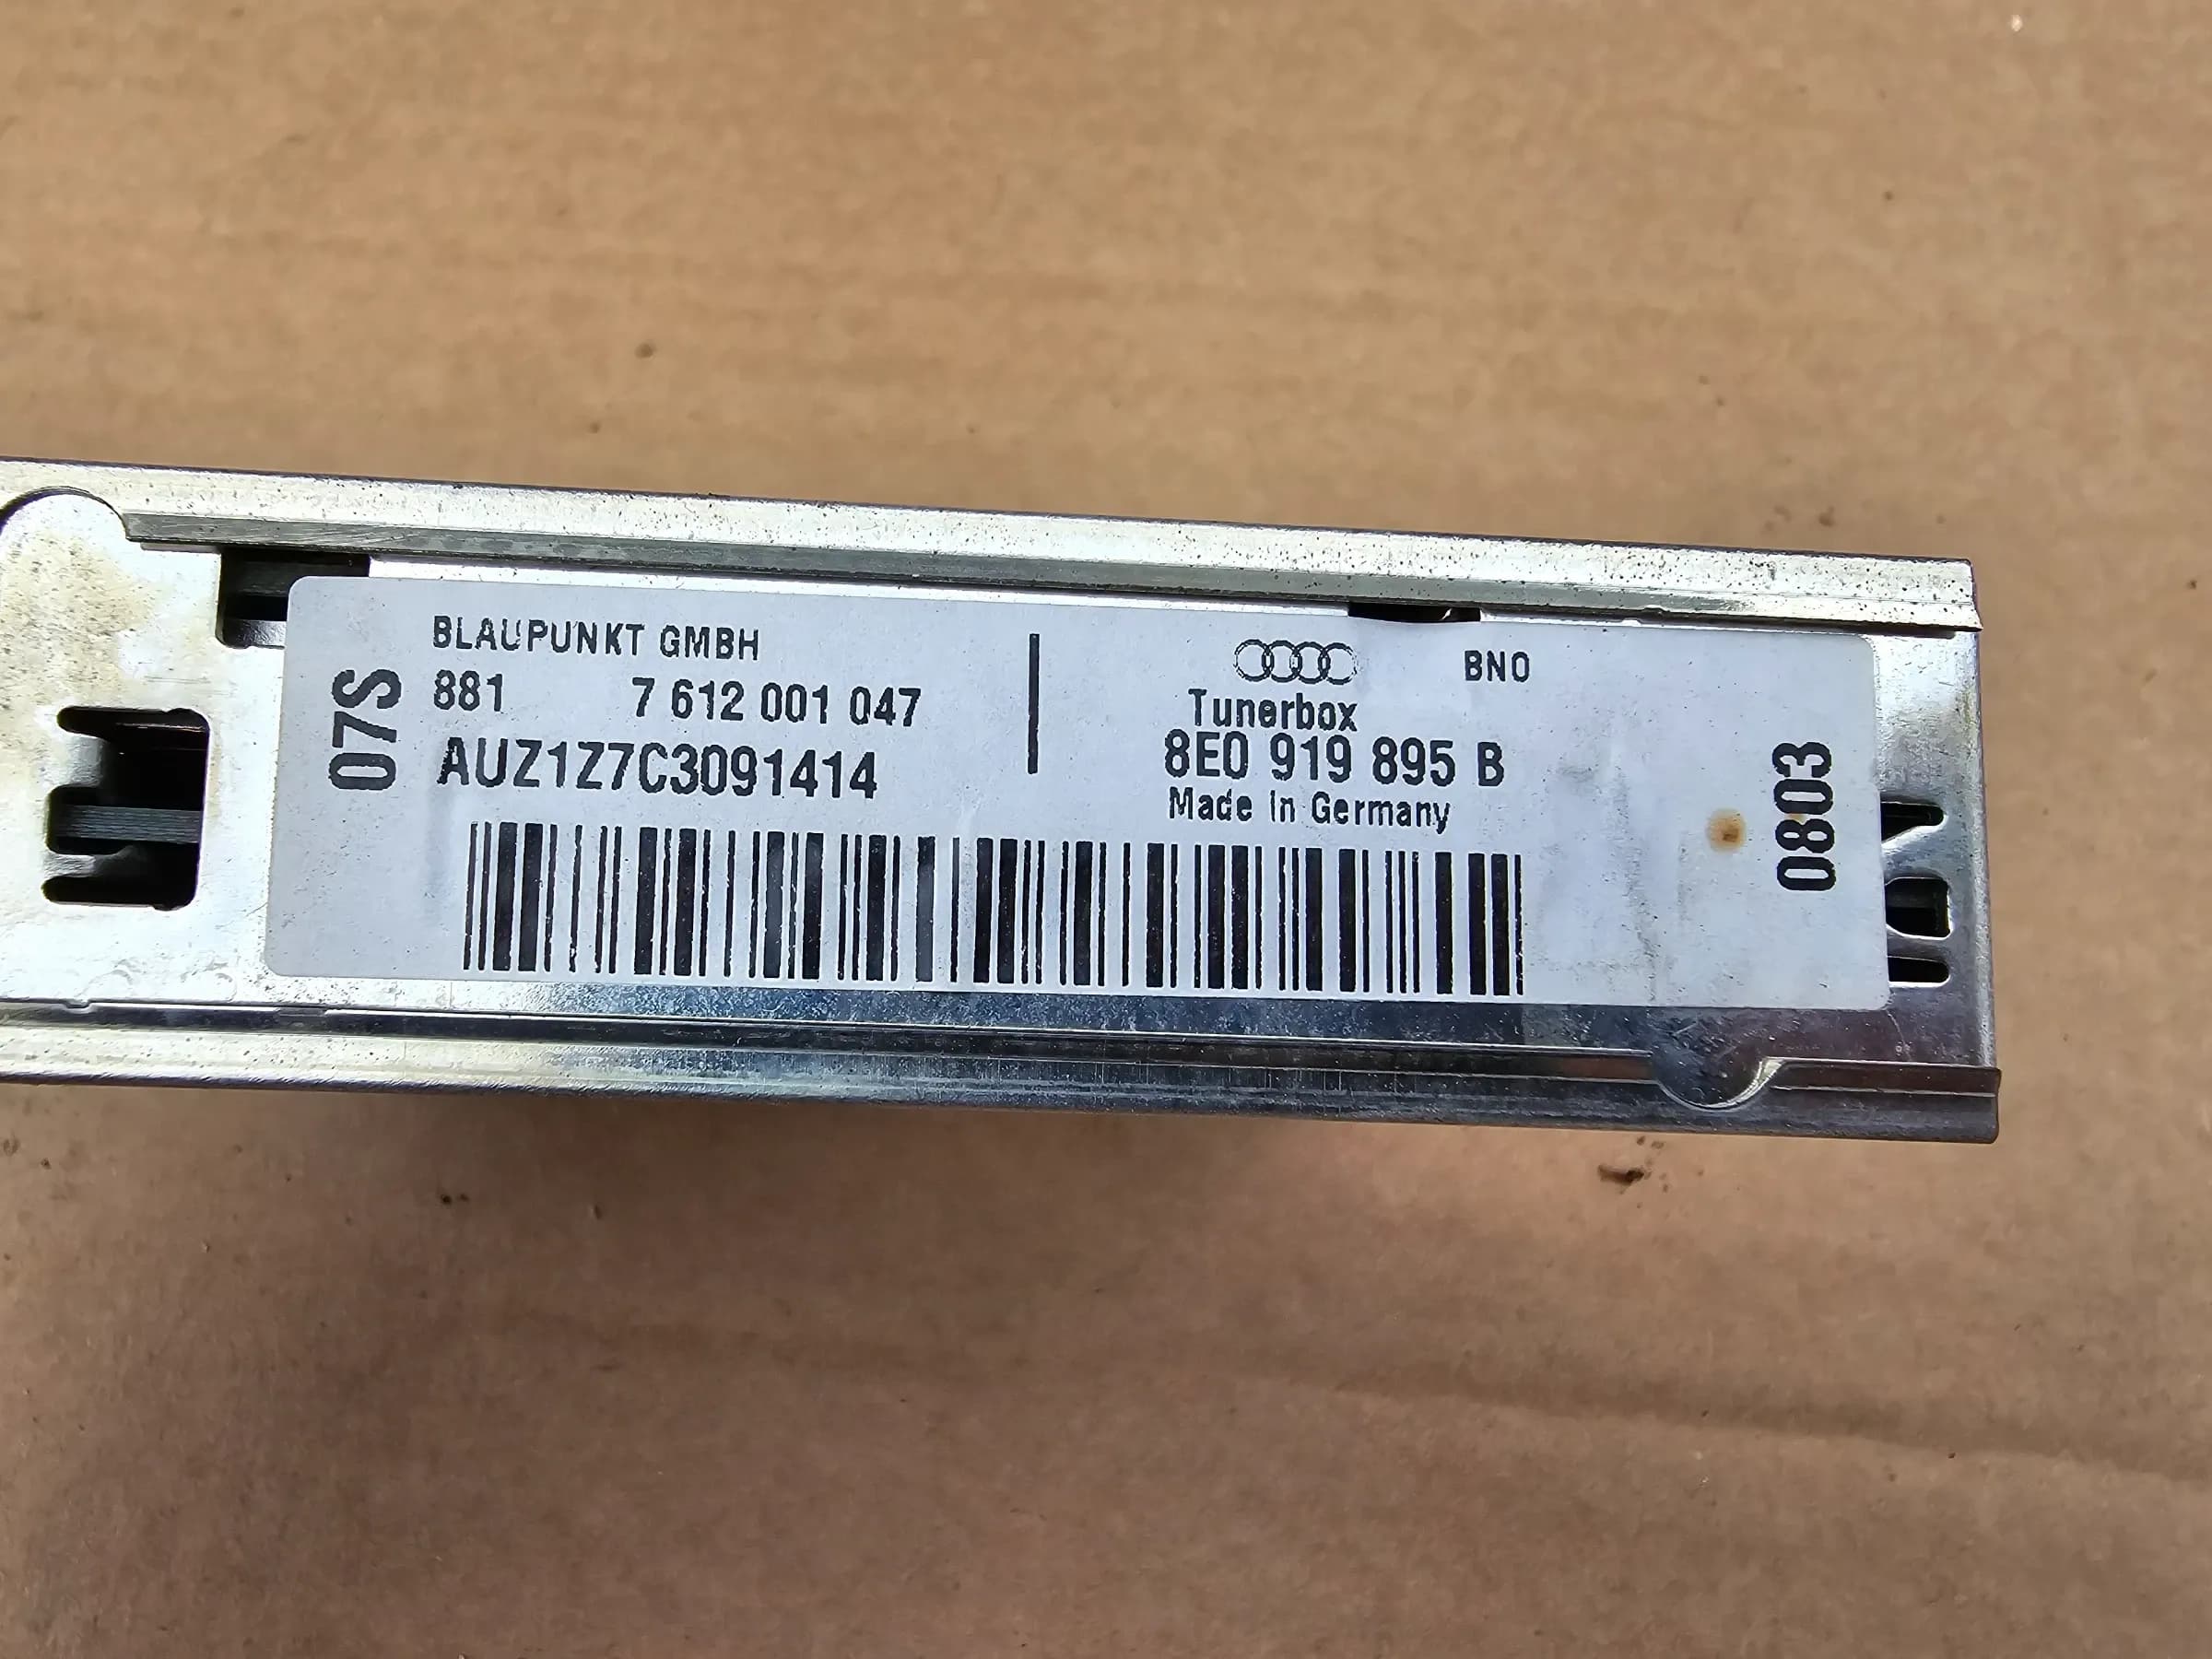 07S
BLAUPUNKT GMBH
881 7 612 001 047
AUZ1Z7C3091414
BNO
Tunerbox
8E0 919 895 B
Made in Germany
0803